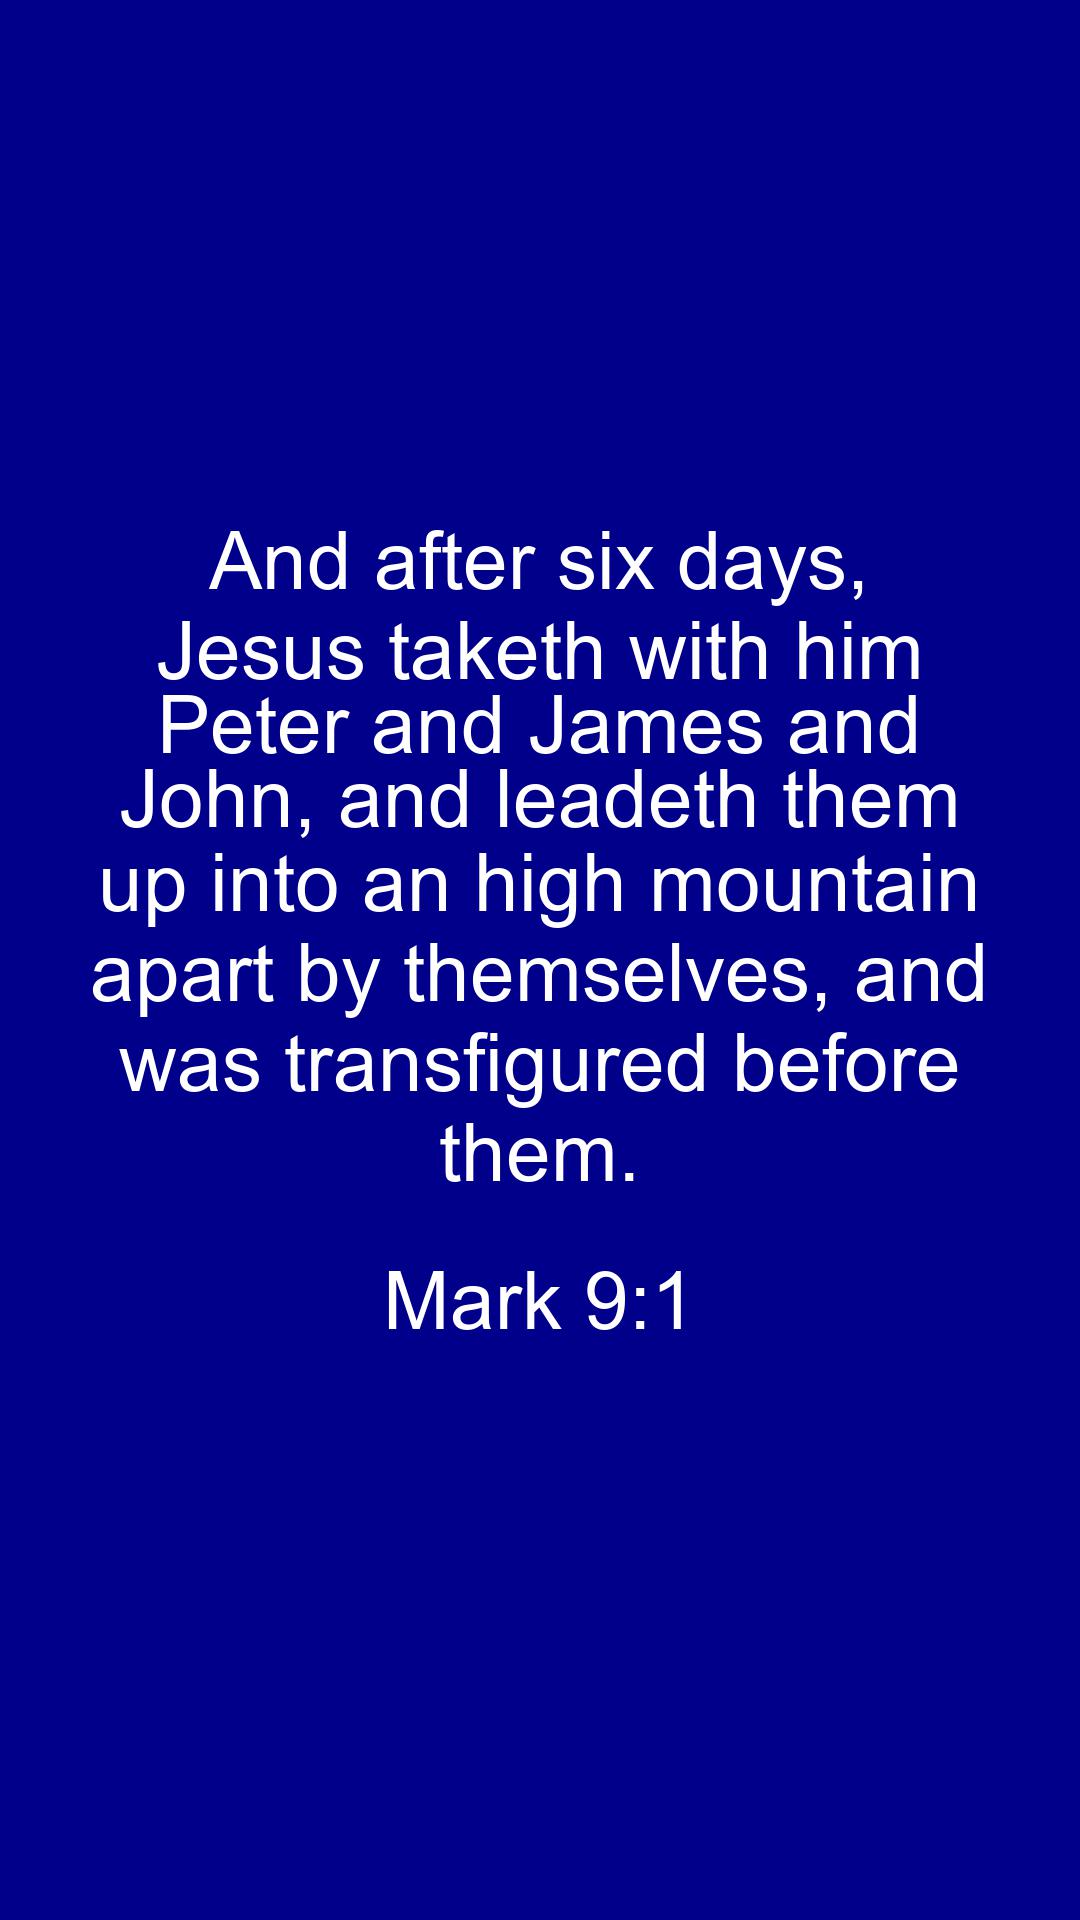 And after six days,
Jesus taketh with him
Peter and James and
John, and leadeth them
up into an high mountain
apart by themselves, and
was transfigured before
them.
Mark 9:1